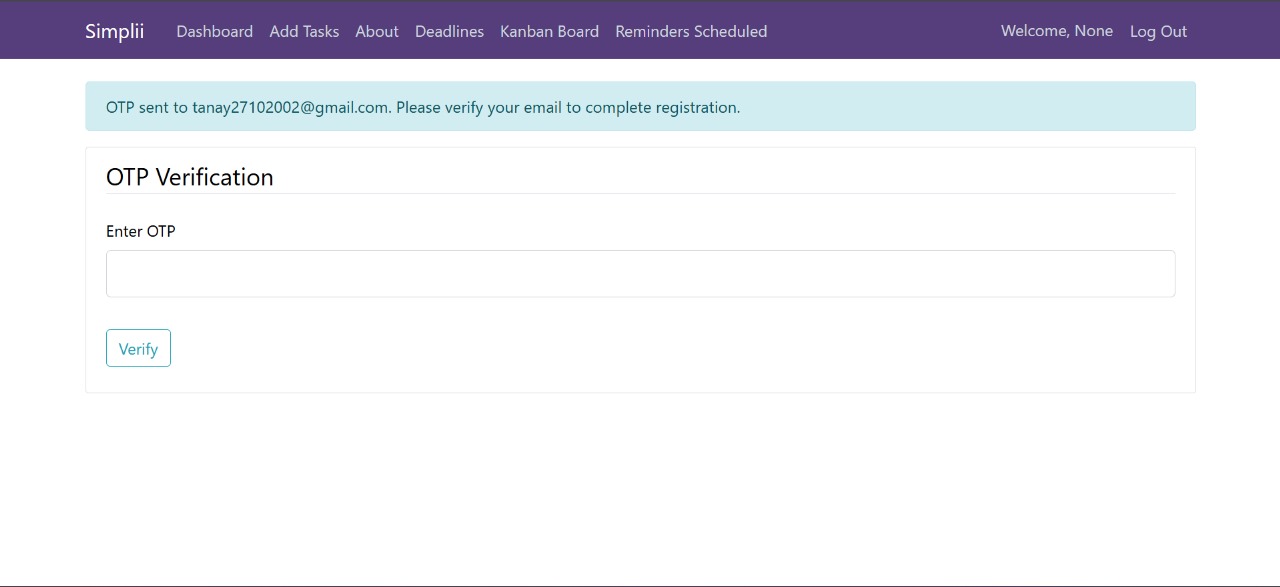 Simplii Dashboard Add Tasks About Deadlines Kanban Board Reminders Scheduled Welcome, None Log Out
OTP sent to tanay27102002@gmail.com. Please verify your email to complete registration.
OTP Verification
Enter OTP
Verify